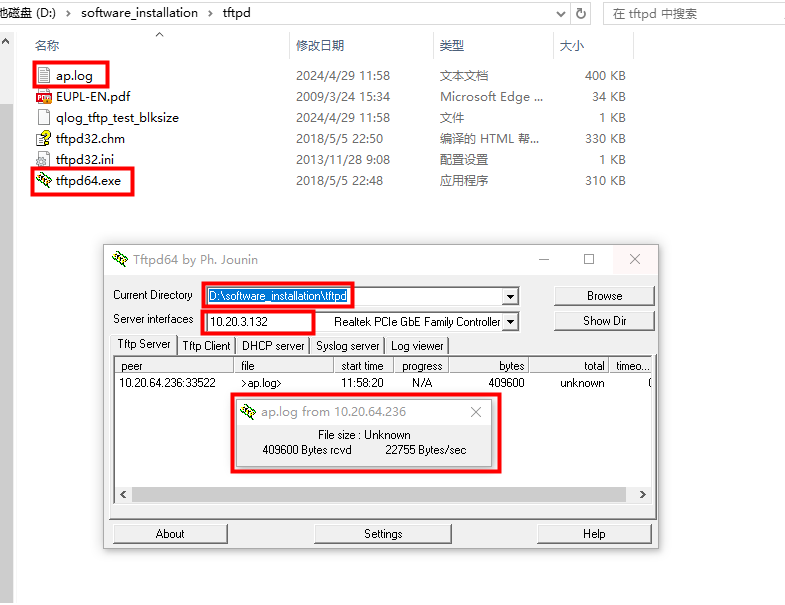 也磁盘 (D:) › software_installation › tftpd 在 tftpd 中搜索
名称 修改日期 类型 大小
ap.log 2024/4/29 11:58 文本文档 400 KB
EUPL-EN.pdf 2009/3/24 15:34 Microsoft Edge ... 34 KB
qlog_tftp_test_blksize 2024/4/29 11:58 文件 1 KB
tftpd32.chm 2018/5/5 22:50 编译的 HTML 帮... 330 KB
tftpd32.ini 2013/11/28 9:08 配置设置 1 KB
tftpd64.exe 2018/5/5 22:48 应用程序 310 KB
Tftpd64 by Ph. Jounin
Current Directory D:\software_installation\tftpd Browse
Server interfaces 10.20.3.132 Realtek PCIe GbE Family Controller Show Dir
Tftp Server Tftp Client DHCP server Syslog server Log viewer
peer file start time progress bytes total timeo...
10.20.64.236:33522 >ap.log> 11:58:20 N/A 409600 unknown 0
ap.log from 10.20.64.236
File size : Unknown
409600 Bytes rcvd 22755 Bytes/sec
About Settings Help